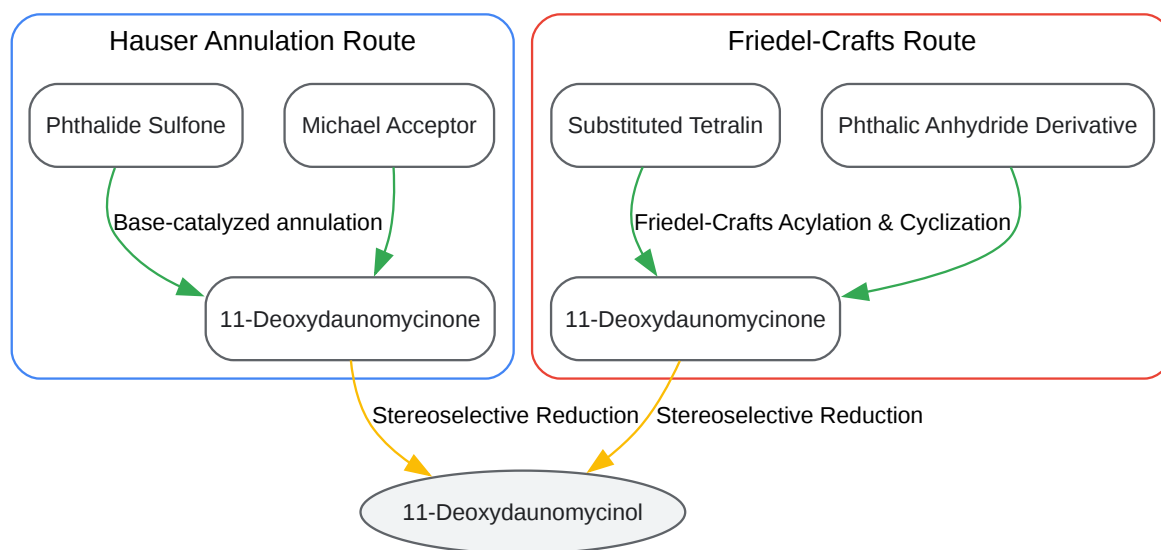 Hauser Annulation Route
Phthalide Sulfone
Michael Acceptor
Base-catalyzed annulation
11-Deoxydaunomycinone
Friedel-Crafts Route
Substituted Tetralin
Phthalic Anhydride Derivative
Friedel-Crafts Acylation & Cyclization
11-Deoxydaunomycinone
Stereoselective Reduction
Stereoselective Reduction
11-Deoxydaunomycinol